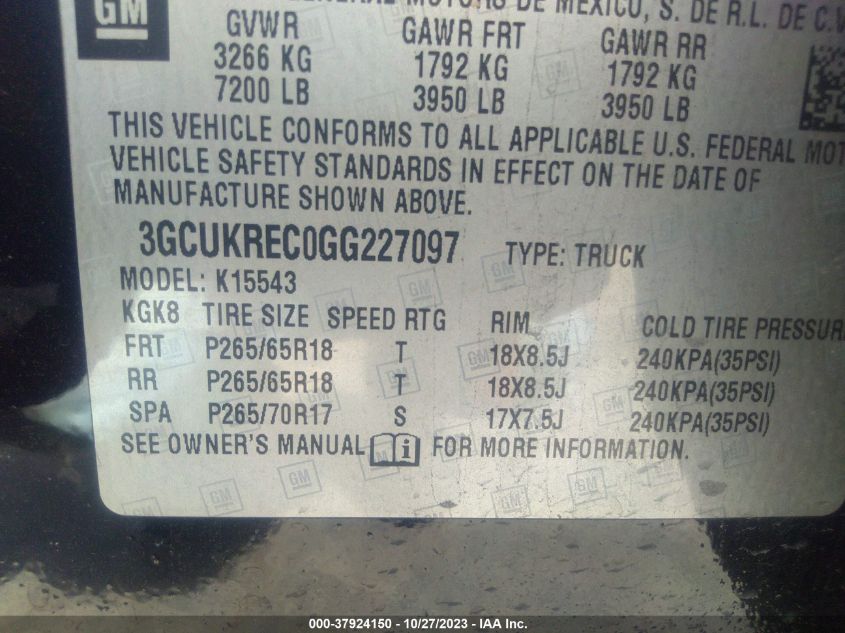 GM
GENERAL MOTORS DE MEXICO, S. DE R.L. DE C.V
GVWR GAWR FRT GAWR RR
3266 KG 1792 KG 1792 KG
7200 LB 3950 LB 3950 LB
THIS VEHICLE CONFORMS TO ALL APPLICABLE U.S. FEDERAL MOT
VEHICLE SAFETY STANDARDS IN EFFECT ON THE DATE OF
MANUFACTURE SHOWN ABOVE.
3GCUKREC0GG227097 TYPE: TRUCK
MODEL: K15543
KGK8 TIRE SIZE SPEED RTG RIM COLD TIRE PRESSURE
FRT P265/65R18 T 18X8.5J 240KPA(35PSI)
RR P265/65R18 T 18X8.5J 240KPA(35PSI)
SPA P265/70R17 S 17X7.5J 240KPA(35PSI)
SEE OWNER'S MANUAL i FOR MORE INFORMATION.
000-37924150 - 10/27/2023 - IAA Inc.